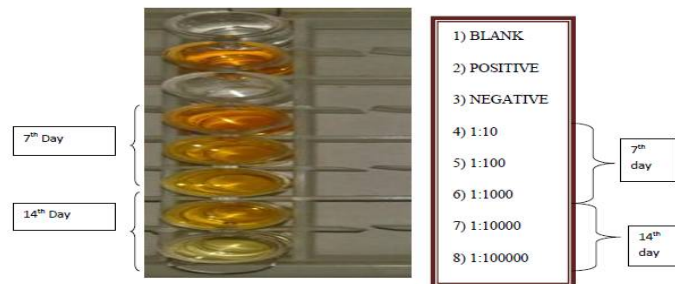 7th Day
14th Day
1) BLANK
2) POSITIVE
3) NEGATIVE
4) 1:10
5) 1:100
6) 1:1000
7) 1:10000
8) 1:100000
7th
day
14th
day